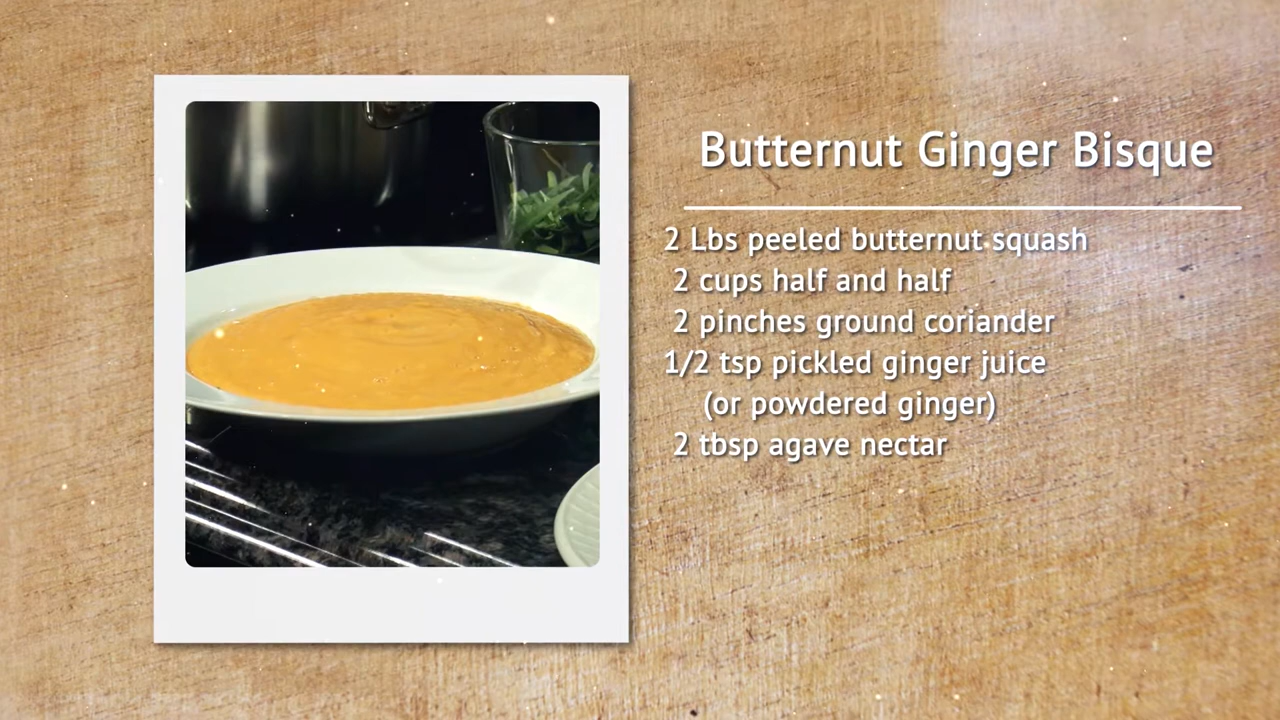 Butternut Ginger Bisque
2 Lbs peeled butternut squash
2 cups half and half
2 pinches ground coriander
1/2 tsp pickled ginger juice
(or powdered ginger)
2 tbsp agave nectar